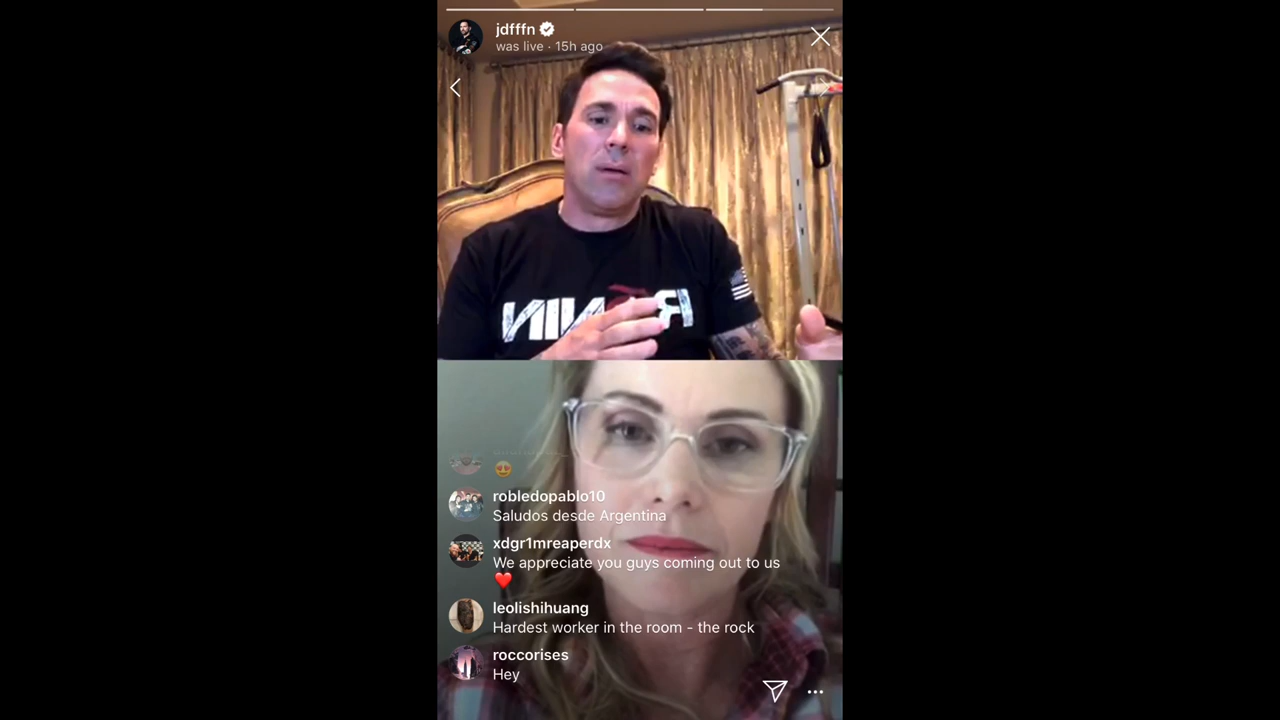 jdfffn
was live · 15h ago
robledopablo10
Saludos desde Argentina
xdgr1mreaperdx
We appreciate you guys coming out to us
❤️
leolishihuang
Hardest worker in the room - the rock
roccorises
Hey